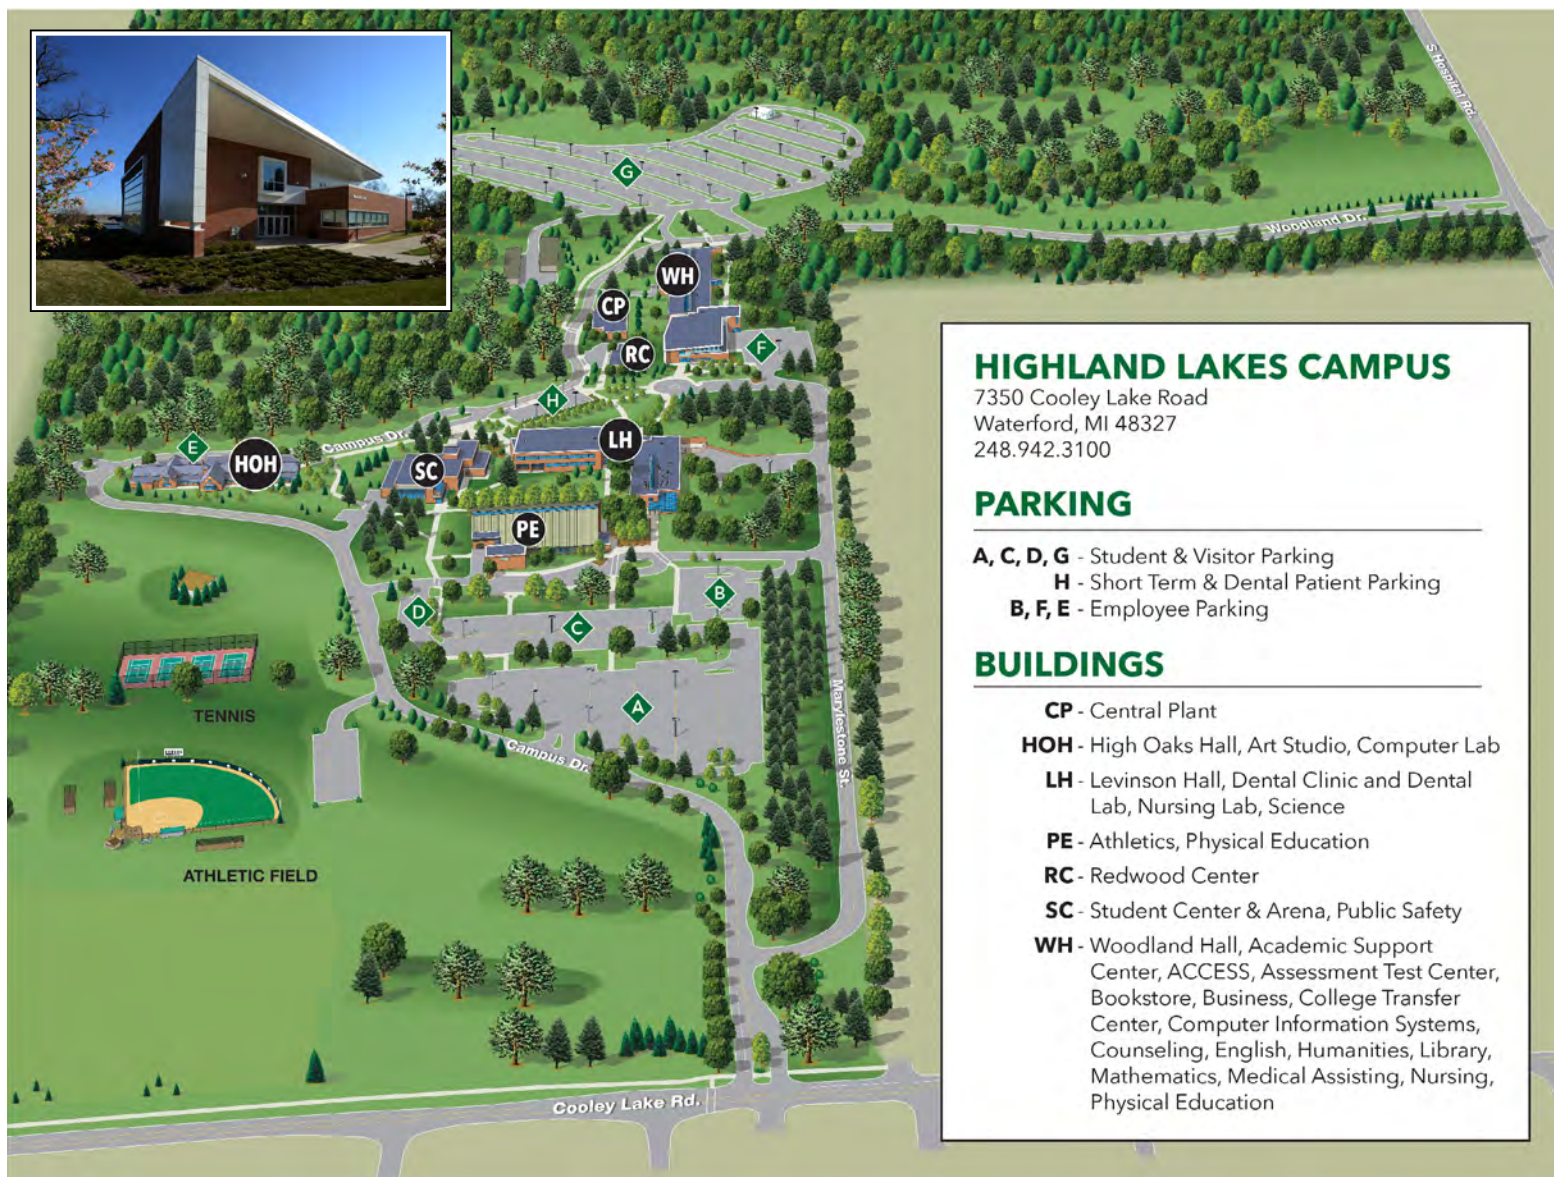 S Hospital Rd.
G
Woodland Dr.
WH
CP
RC
F
H
E
Campus Dr.
HOH
SC
LH
PE
B
D
C
A
TENNIS
Campus Dr.
Marylestone St.
ATHLETIC FIELD
Cooley Lake Rd.
HIGHLAND LAKES CAMPUS
7350 Cooley Lake Road
Waterford, MI 48327
248.942.3100
PARKING
A, C, D, G - Student & Visitor Parking
H - Short Term & Dental Patient Parking
B, F, E - Employee Parking
BUILDINGS
CP - Central Plant
HOH - High Oaks Hall, Art Studio, Computer Lab
LH - Levinson Hall, Dental Clinic and Dental
Lab, Nursing Lab, Science
PE - Athletics, Physical Education
RC - Redwood Center
SC - Student Center & Arena, Public Safety
WH - Woodland Hall, Academic Support
Center, ACCESS, Assessment Test Center,
Bookstore, Business, College Transfer
Center, Computer Information Systems,
Counseling, English, Humanities, Library,
Mathematics, Medical Assisting, Nursing,
Physical Education